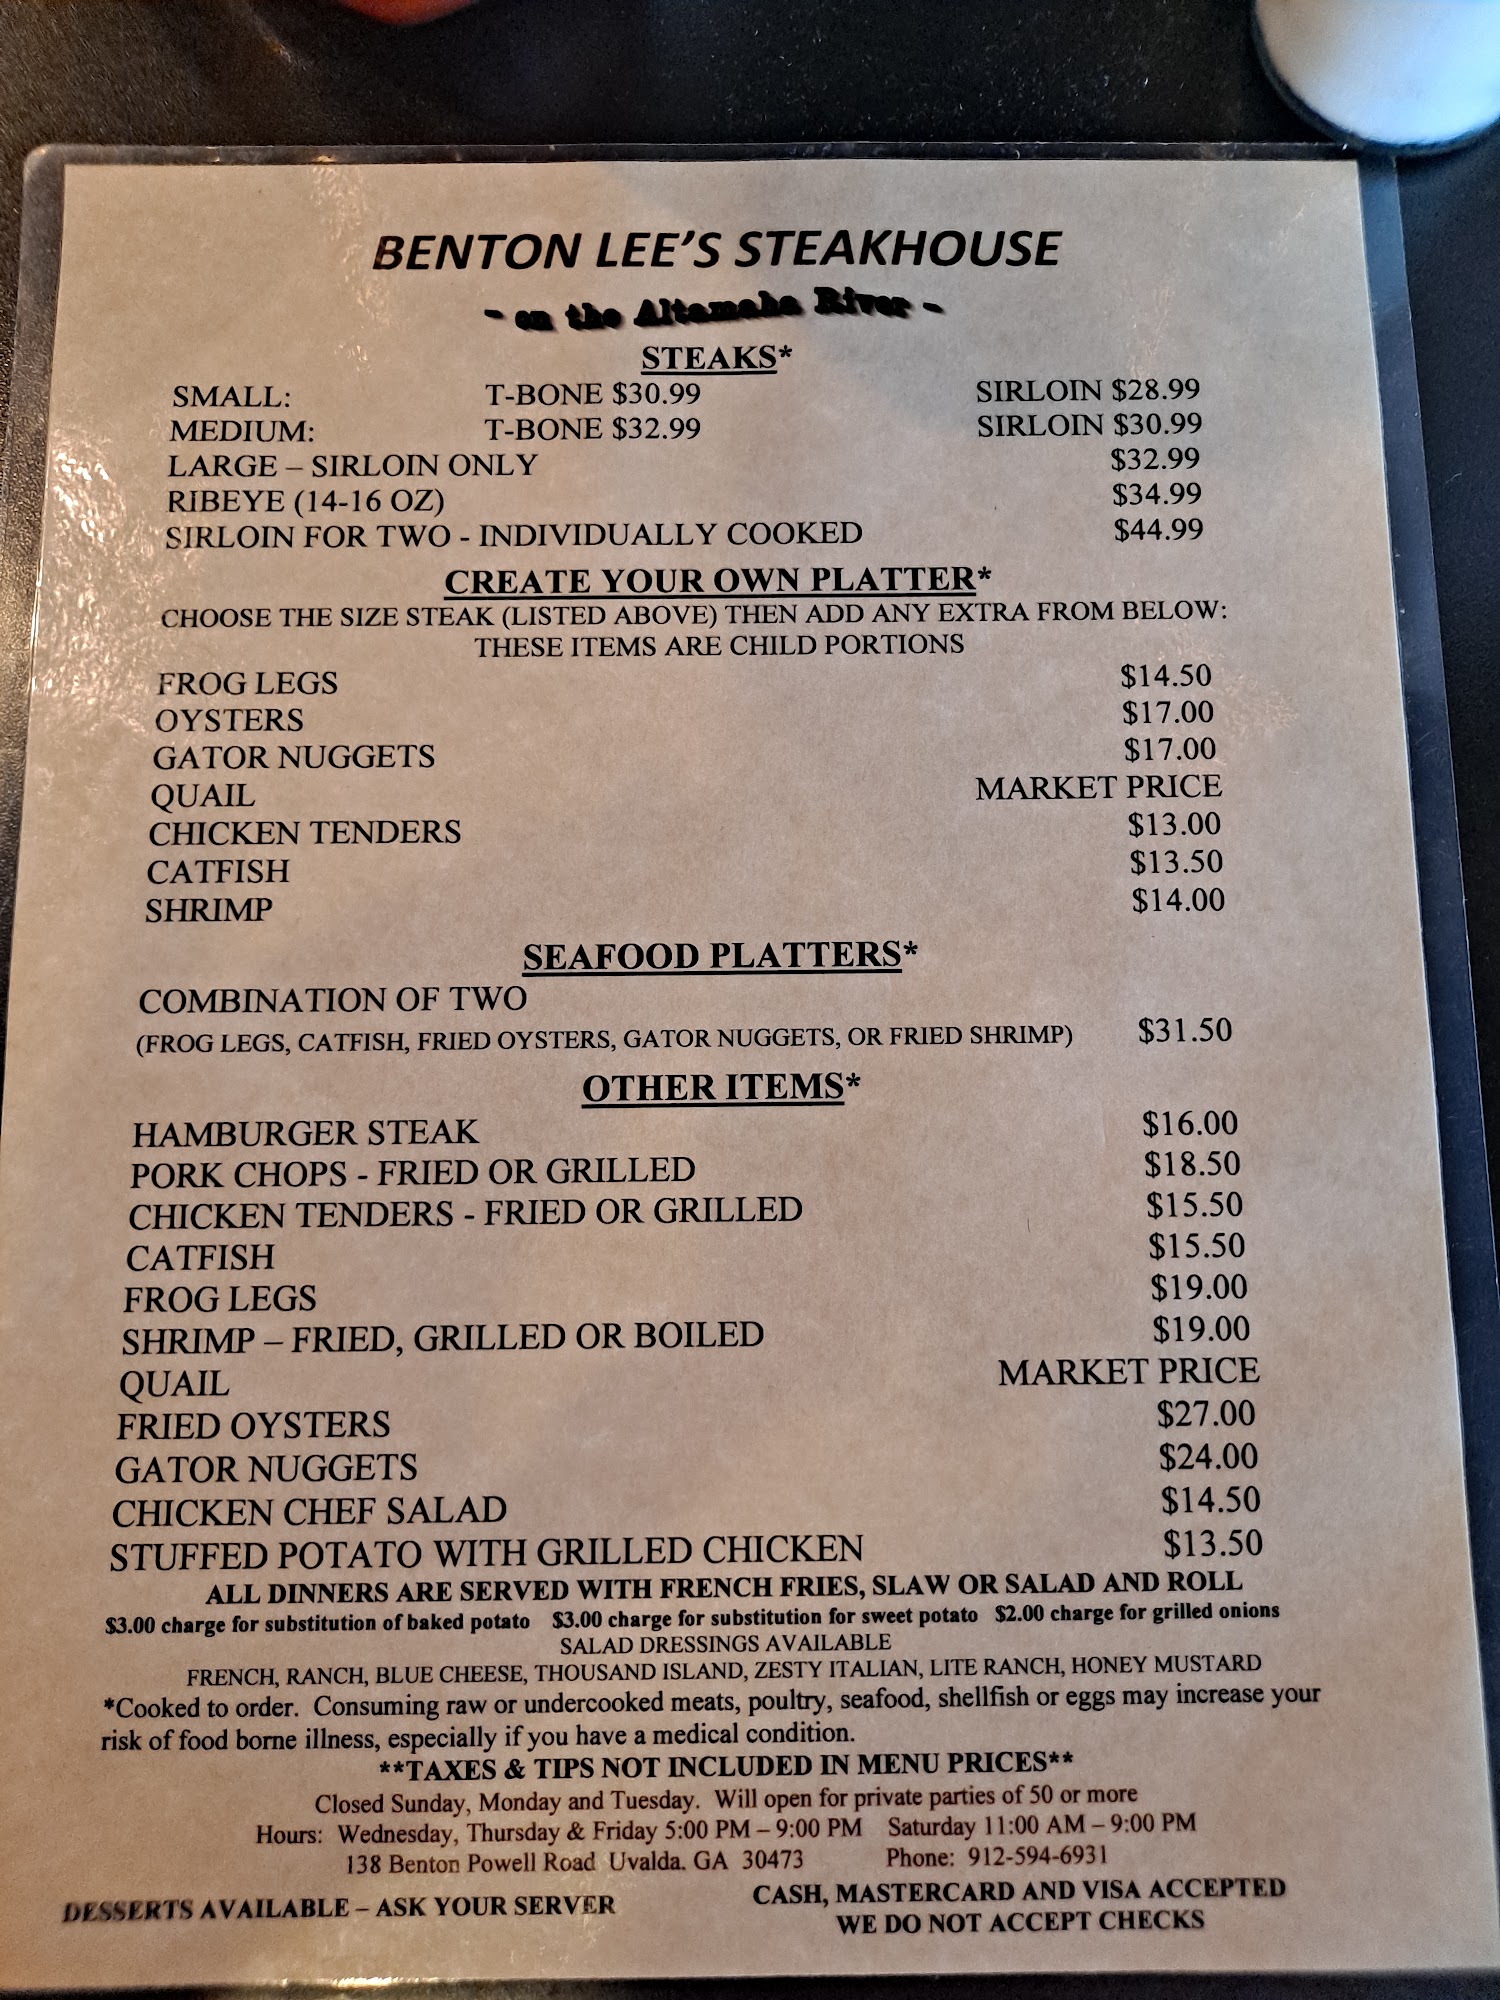 BENTON LEE'S STEAKHOUSE
~ on the Altamaha River ~
STEAKS*
SMALL: T-BONE $30.99 SIRLOIN $28.99
MEDIUM: T-BONE $32.99 SIRLOIN $30.99
LARGE – SIRLOIN ONLY $32.99
RIBEYE (14-16 OZ) $34.99
SIRLOIN FOR TWO - INDIVIDUALLY COOKED $44.99
CREATE YOUR OWN PLATTER*
CHOOSE THE SIZE STEAK (LISTED ABOVE) THEN ADD ANY EXTRA FROM BELOW:
THESE ITEMS ARE CHILD PORTIONS
FROG LEGS $14.50
OYSTERS $17.00
GATOR NUGGETS $17.00
QUAIL MARKET PRICE
CHICKEN TENDERS $13.00
CATFISH $13.50
SHRIMP $14.00
SEAFOOD PLATTERS*
COMBINATION OF TWO
(FROG LEGS, CATFISH, FRIED OYSTERS, GATOR NUGGETS, OR FRIED SHRIMP) $31.50
OTHER ITEMS*
HAMBURGER STEAK $16.00
PORK CHOPS - FRIED OR GRILLED $18.50
CHICKEN TENDERS - FRIED OR GRILLED $15.50
CATFISH $15.50
FROG LEGS $19.00
SHRIMP – FRIED, GRILLED OR BOILED $19.00
QUAIL MARKET PRICE
FRIED OYSTERS $27.00
GATOR NUGGETS $24.00
CHICKEN CHEF SALAD $14.50
STUFFED POTATO WITH GRILLED CHICKEN $13.50
ALL DINNERS ARE SERVED WITH FRENCH FRIES, SLAW OR SALAD AND ROLL
$3.00 charge for substitution of baked potato $3.00 charge for substitution for sweet potato $2.00 charge for grilled onions
SALAD DRESSINGS AVAILABLE
FRENCH, RANCH, BLUE CHEESE, THOUSAND ISLAND, ZESTY ITALIAN, LITE RANCH, HONEY MUSTARD
*Cooked to order. Consuming raw or undercooked meats, poultry, seafood, shellfish or eggs may increase your
risk of food borne illness, especially if you have a medical condition.
**TAXES & TIPS NOT INCLUDED IN MENU PRICES**
Closed Sunday, Monday and Tuesday. Will open for private parties of 50 or more
Hours: Wednesday, Thursday & Friday 5:00 PM – 9:00 PM Saturday 11:00 AM – 9:00 PM
138 Benton Powell Road Uvalda. GA 30473 Phone: 912-594-6931
DESSERTS AVAILABLE – ASK YOUR SERVER
CASH, MASTERCARD AND VISA ACCEPTED
WE DO NOT ACCEPT CHECKS